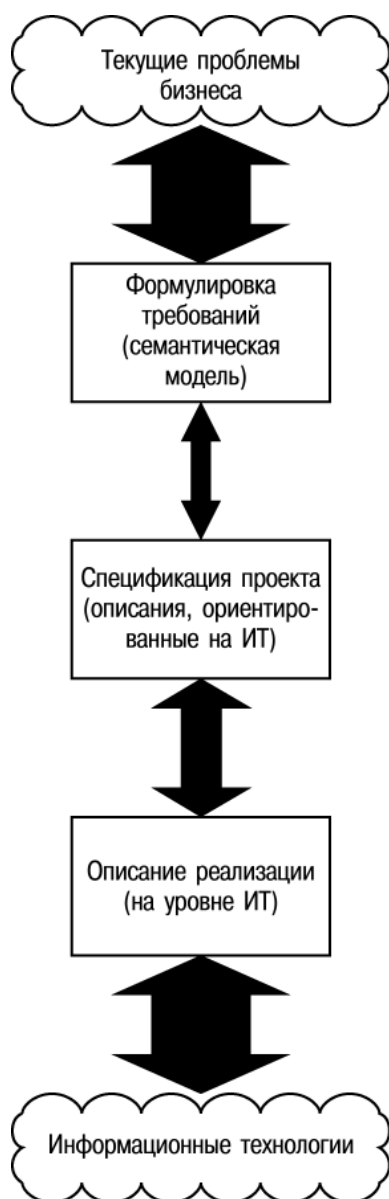 Текущие проблемы
бизнеса
Формулировка
требований
(семантическая
модель)
Спецификация проекта
(описания, ориентиро-
ванные на ИТ)
Описание реализации
(на уровне ИТ)
Информационные технологии